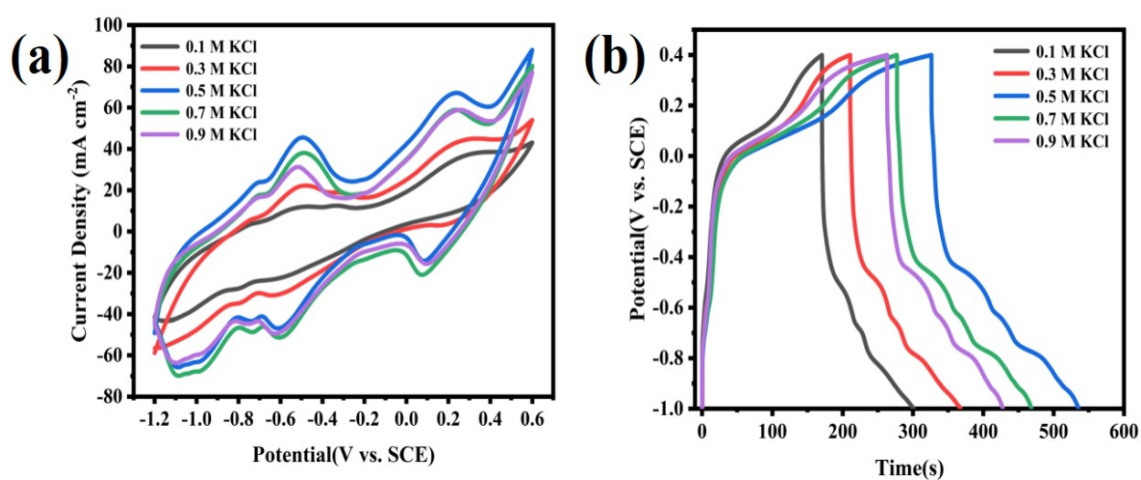 (a)
100
80
60
40
20
0
-20
-40
-60
-80
Current Density (mA cm-2)
0.1 M KCl
0.3 M KCl
0.5 M KCl
0.7 M KCl
0.9 M KCl
-1.2 -1.0 -0.8 -0.6 -0.4 -0.2 0.0 0.2 0.4 0.6
Potential(V vs. SCE)
(b)
0.4
0.2
0.0
-0.2
-0.4
-0.6
-0.8
-1.0
Potential(V vs. SCE)
0.1 M KCl
0.3 M KCl
0.5 M KCl
0.7 M KCl
0.9 M KCl
0 100 200 300 400 500 600
Time(s)